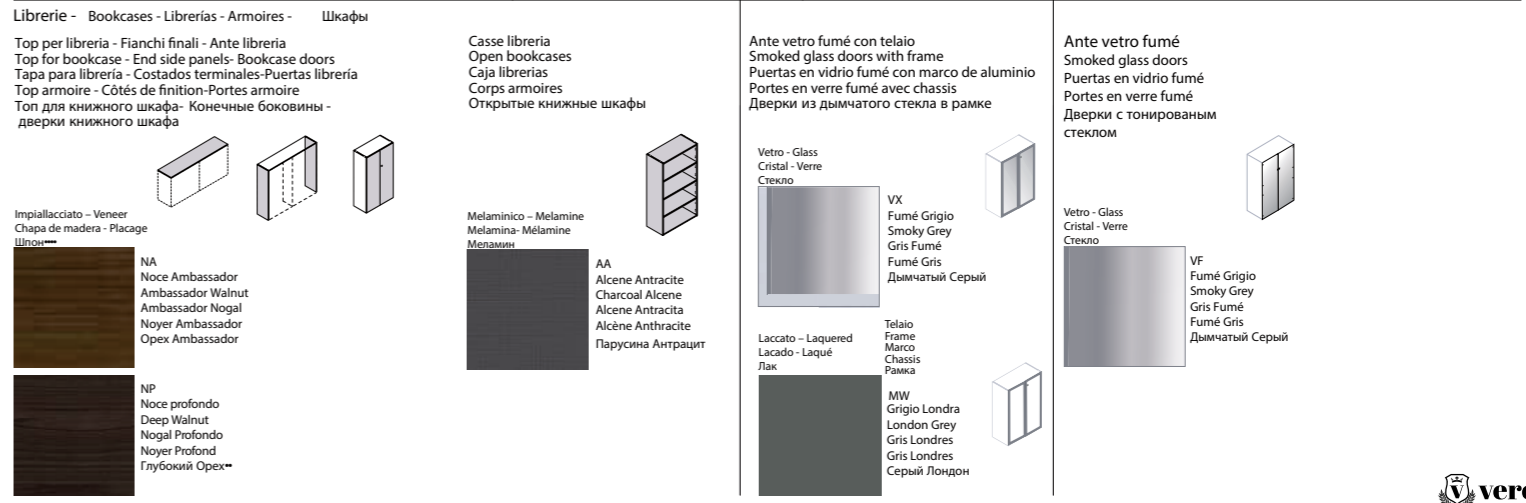 Librerie - Bookcases - Librerías - Armoires - Шкафы
Top per libreria - Fianchi finali - Ante libreria
Top for bookcase - End side panels- Bookcase doors
Tapa para librería - Costados terminales-Puertas librería
Top armoire - Côtés de finition-Portes armoire
Топ для книжного шкафа- Конечные боковины -
дверки книжного шкафа
Impiallacciato – Veneer
Chapa de madera - Placage
Шпон
NA
Noce Ambassador
Ambassador Walnut
Ambassador Nogal
Noyer Ambassador
Орех Ambassador
NP
Noce profondo
Deep Walnut
Nogal Profondo
Noyer Profond
Глубокий Орех
Casse libreria
Open bookcases
Caja librerias
Corps armoires
Открытые книжные шкафы
Melaminico – Melamine
Melamina- Mélamine
Меламин
AA
Alcene Antracite
Charcoal Alcene
Alcene Antracita
Alcène Anthracite
Парусина Антрацит
Ante vetro fumé con telaio
Smoked glass doors with frame
Puertas en vidrio fumé con marco de aluminio
Portes en verre fumé avec chassis
Дверки из дымчатого стекла в рамке
Vetro - Glass
Cristal - Verre
Стекло
VX
Fumé Grigio
Smoky Grey
Gris Fumé
Fumé Gris
Дымчатый Серый
Laccato – Laquered
Lacado - Laqué
Лак
Telaio
Frame
Marco
Chassis
Рамка
MW
Grigio Londra
London Grey
Gris Londres
Gris Londres
Серый Лондон
Ante vetro fumé
Smoked glass doors
Puertas en vidrio fumé
Portes en verre fumé
Дверки с тонированым
стеклом
Vetro - Glass
Cristal - Verre
Стекло
VF
Fumé Grigio
Smoky Grey
Gris Fumé
Fumé Gris
Дымчатый Серый
V